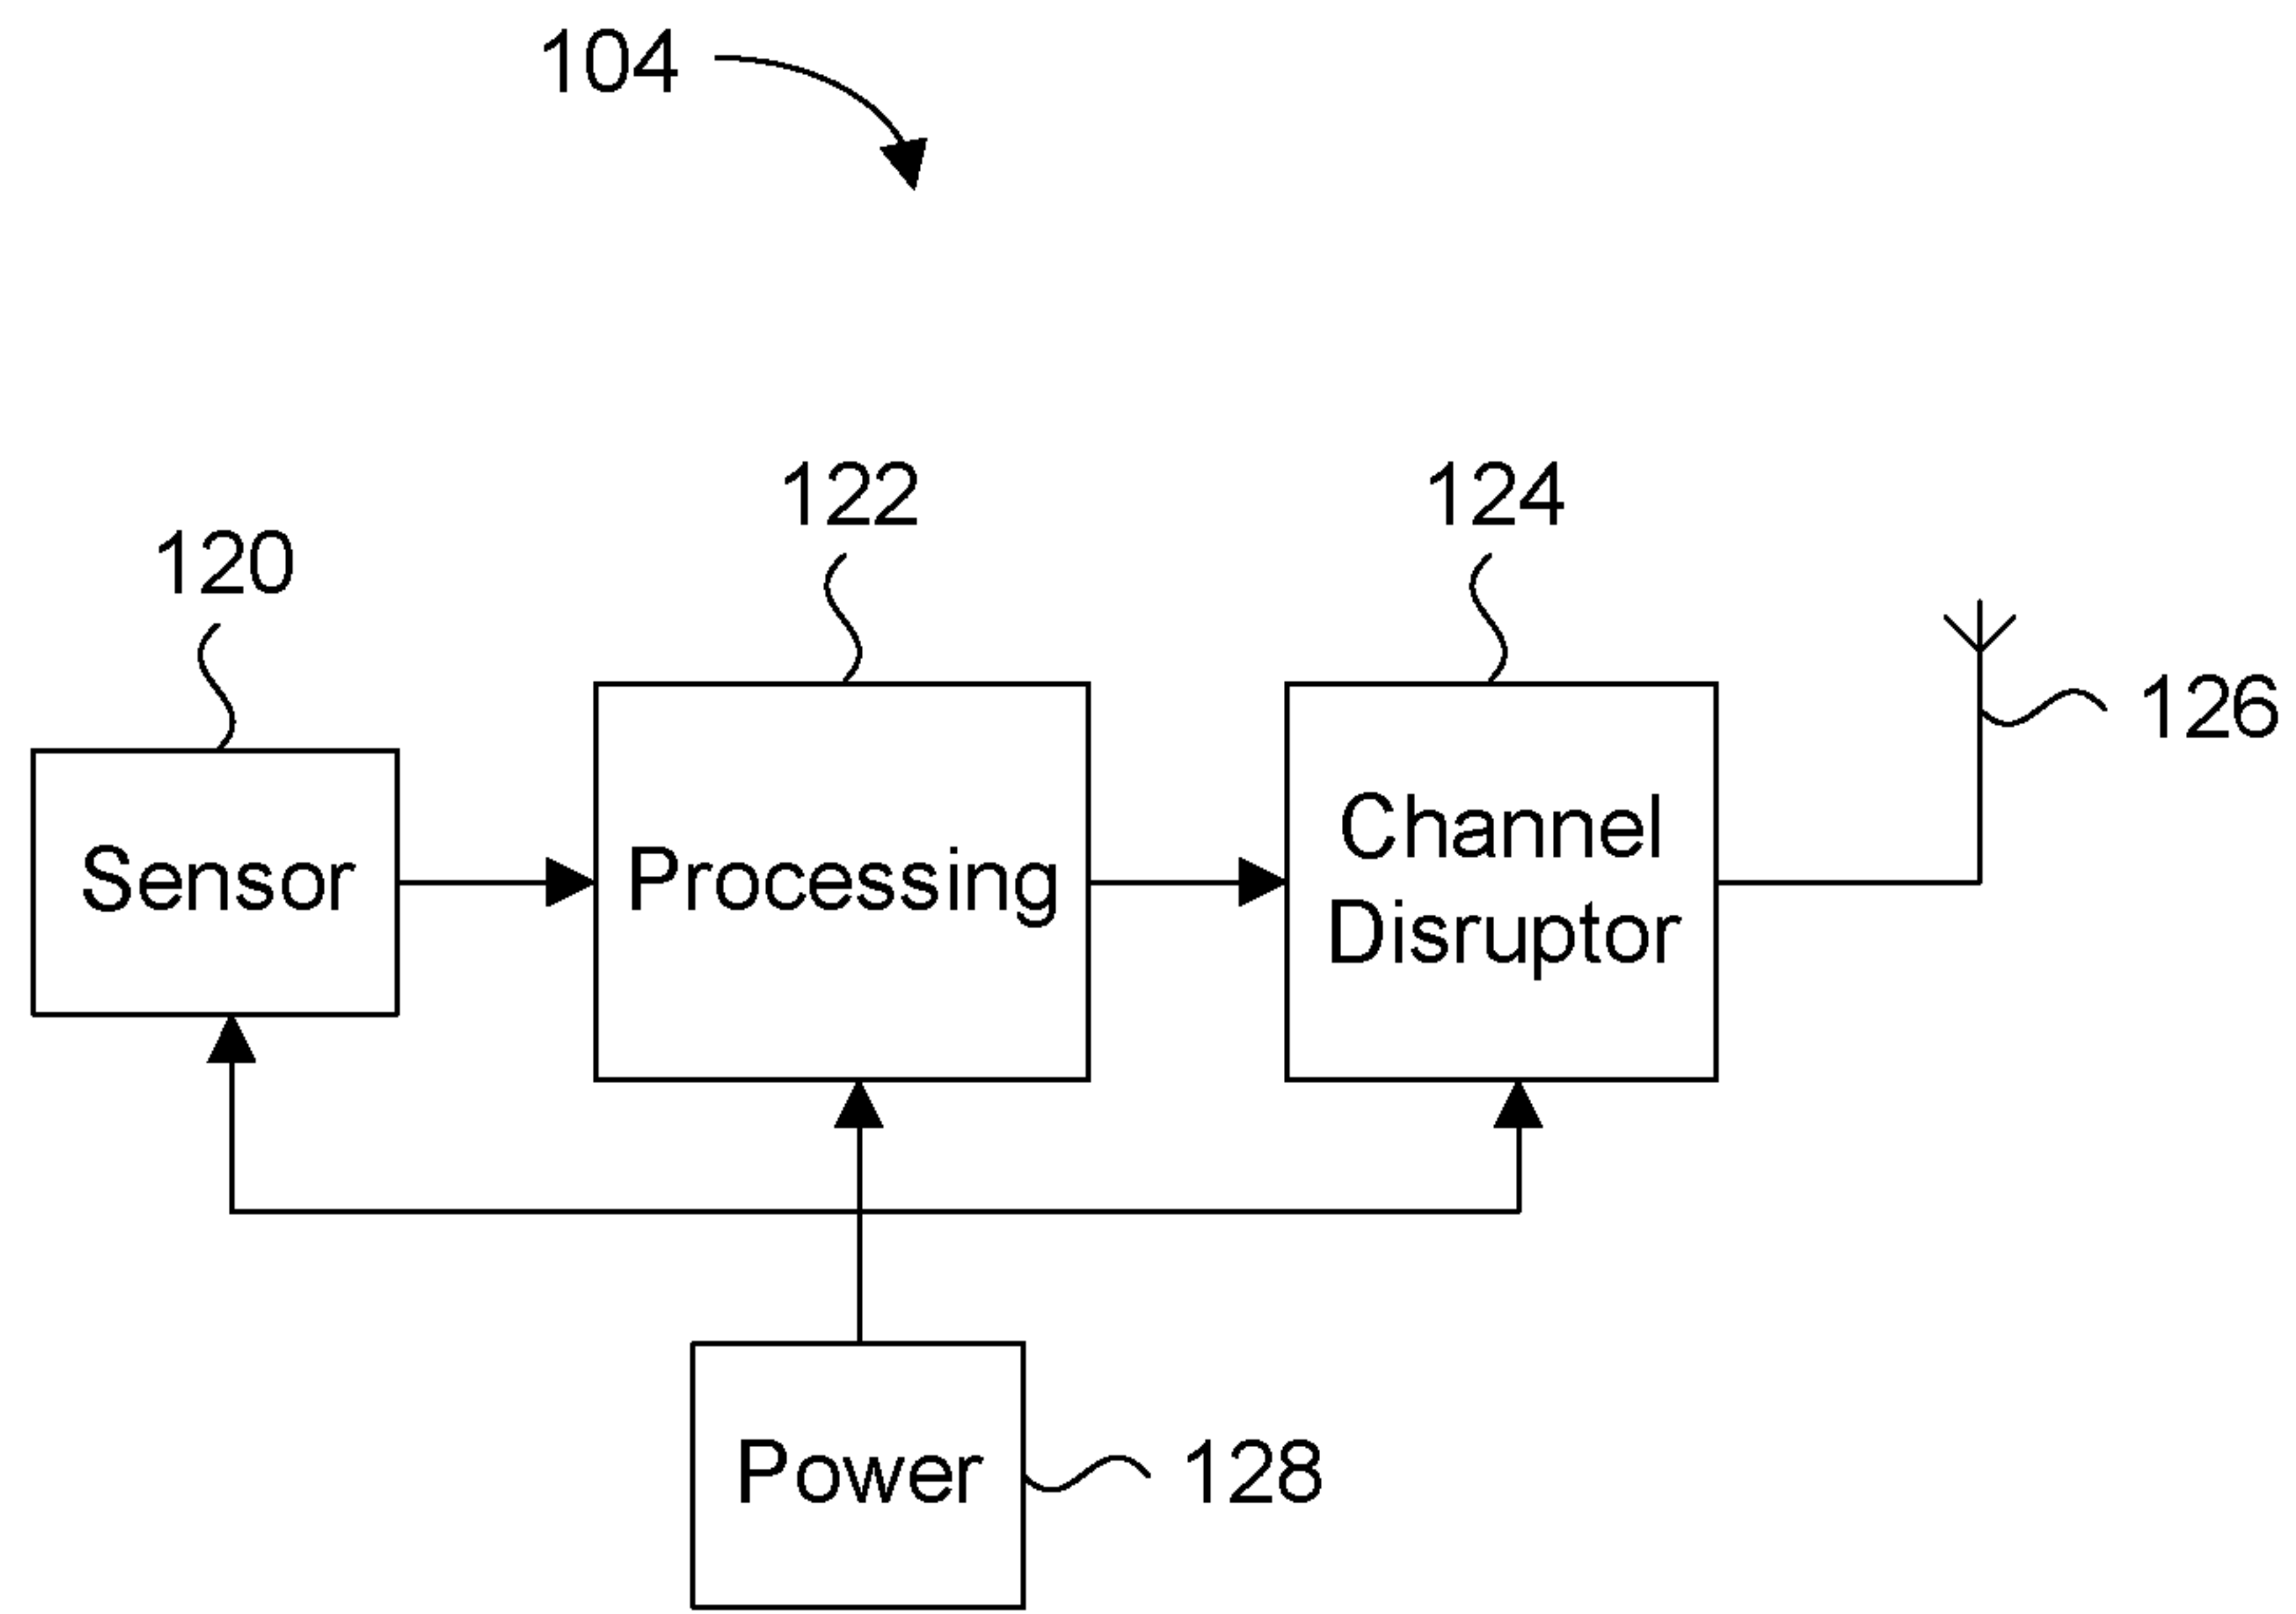 104
122
124
120
126
Sensor
Processing
Channel
Disruptor
Power
128